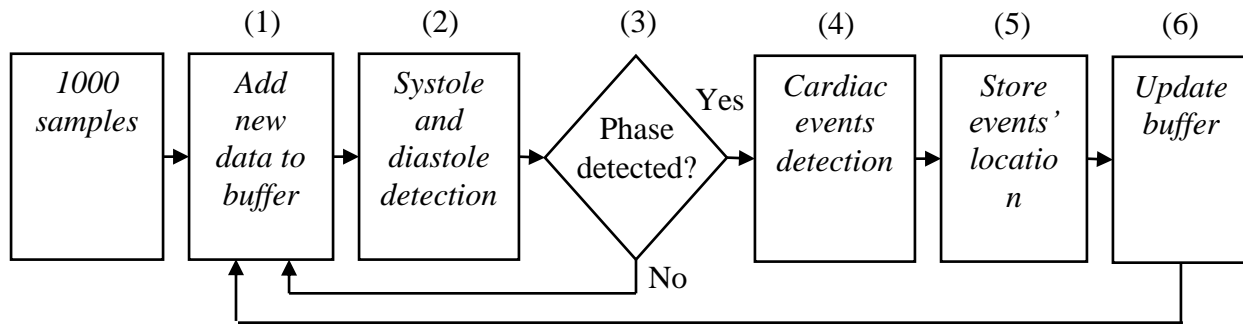 (1)
(2)
(3)
(4)
(5)
(6)
1000
samples
Add
new
data to
buffer
Systole
and
diastole
detection
Phase
detected?
Yes
No
Cardiac
events
detection
Store
events’
locatio
n
Update
buffer